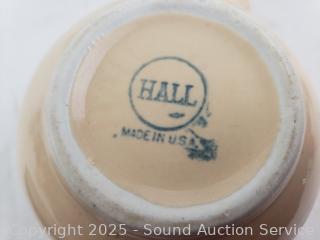 HALL
MADE IN U.S.A.
Copyright 2025 - Sound Auction Service